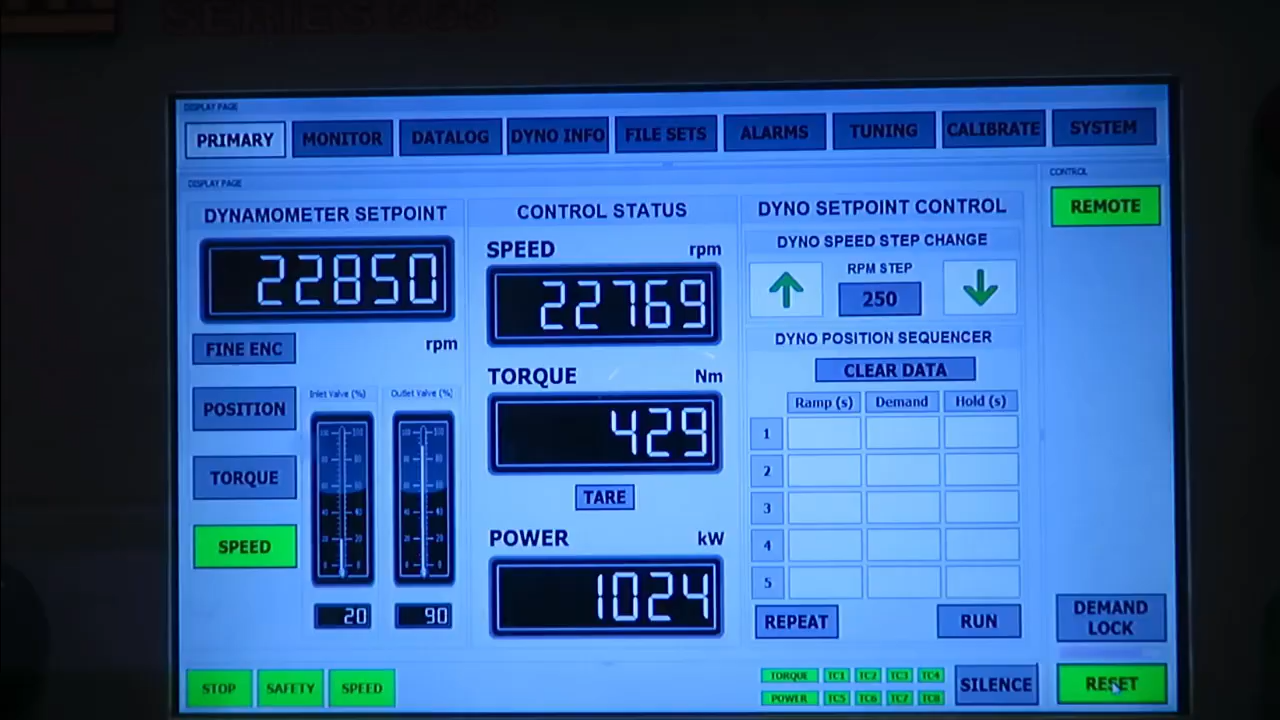 SERIES
DISPLAY PAGE
PRIMARY MONITOR DATALOG DYNO INFO FILE SETS ALARMS TUNING CALIBRATE SYSTEM
DISPLAY PAGE
CONTROL
REMOTE
DYNAMOMETER SETPOINT
22850
rpm
FINE ENC
POSITION
TORQUE
SPEED
Inlet Valve (%) Outlet Valve (%)
20 90
CONTROL STATUS
SPEED rpm
22769
TORQUE Nm
429
TARE
POWER kW
1024
DYNO SETPOINT CONTROL
DYNO SPEED STEP CHANGE
RPM STEP
250
DYNO POSITION SEQUENCER
CLEAR DATA
Ramp (s) Demand Hold (s)
1
2
3
4
5
REPEAT RUN
DEMAND
LOCK
STOP SAFETY SPEED
TORQUE TC1 TC2 TC3 TC4
POWER TC5 TC6 TC7 TC8
SILENCE
RESET